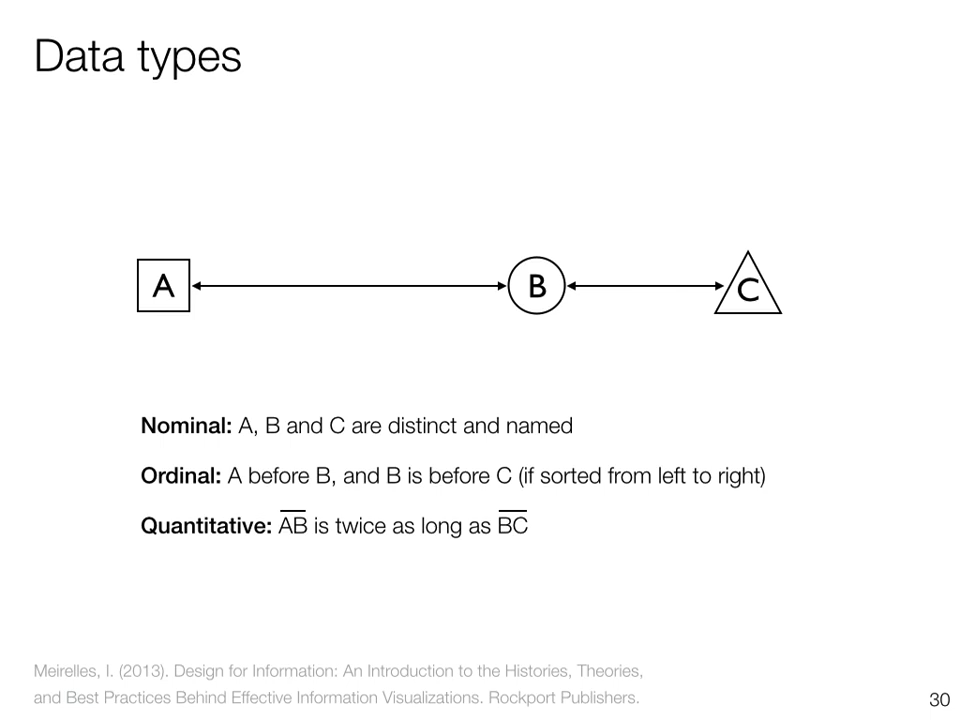 Data types
A B C
Nominal: A, B and C are distinct and named
Ordinal: A before B, and B is before C (if sorted from left to right)
Quantitative: A̅B̅ is twice as long as B̅C̅
Meirelles, I. (2013). Design for Information: An Introduction to the Histories, Theories,
and Best Practices Behind Effective Information Visualizations. Rockport Publishers.
30